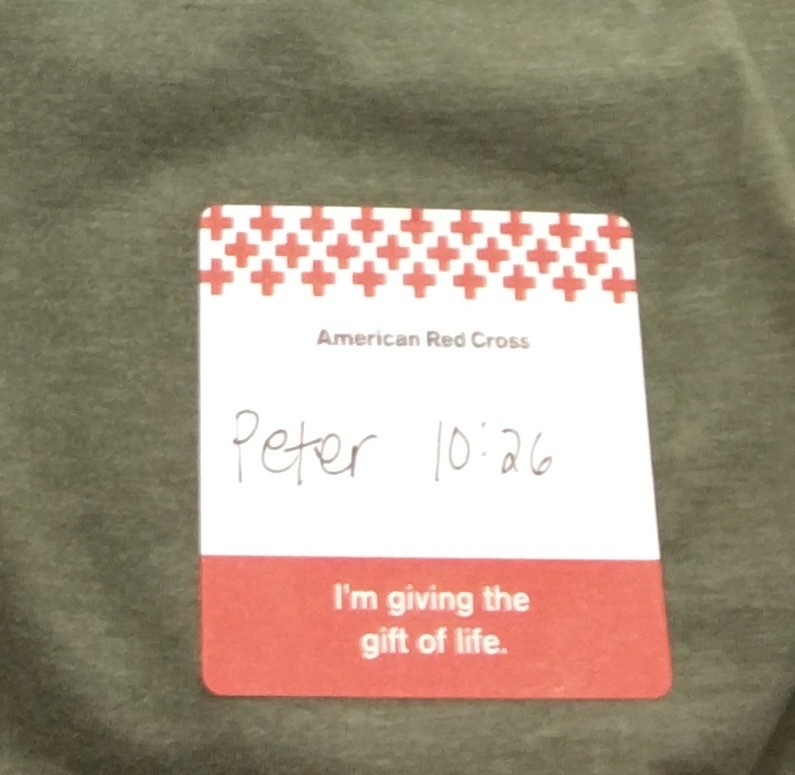 American Red Cross
Peter 10:26
I'm giving the
gift of life.